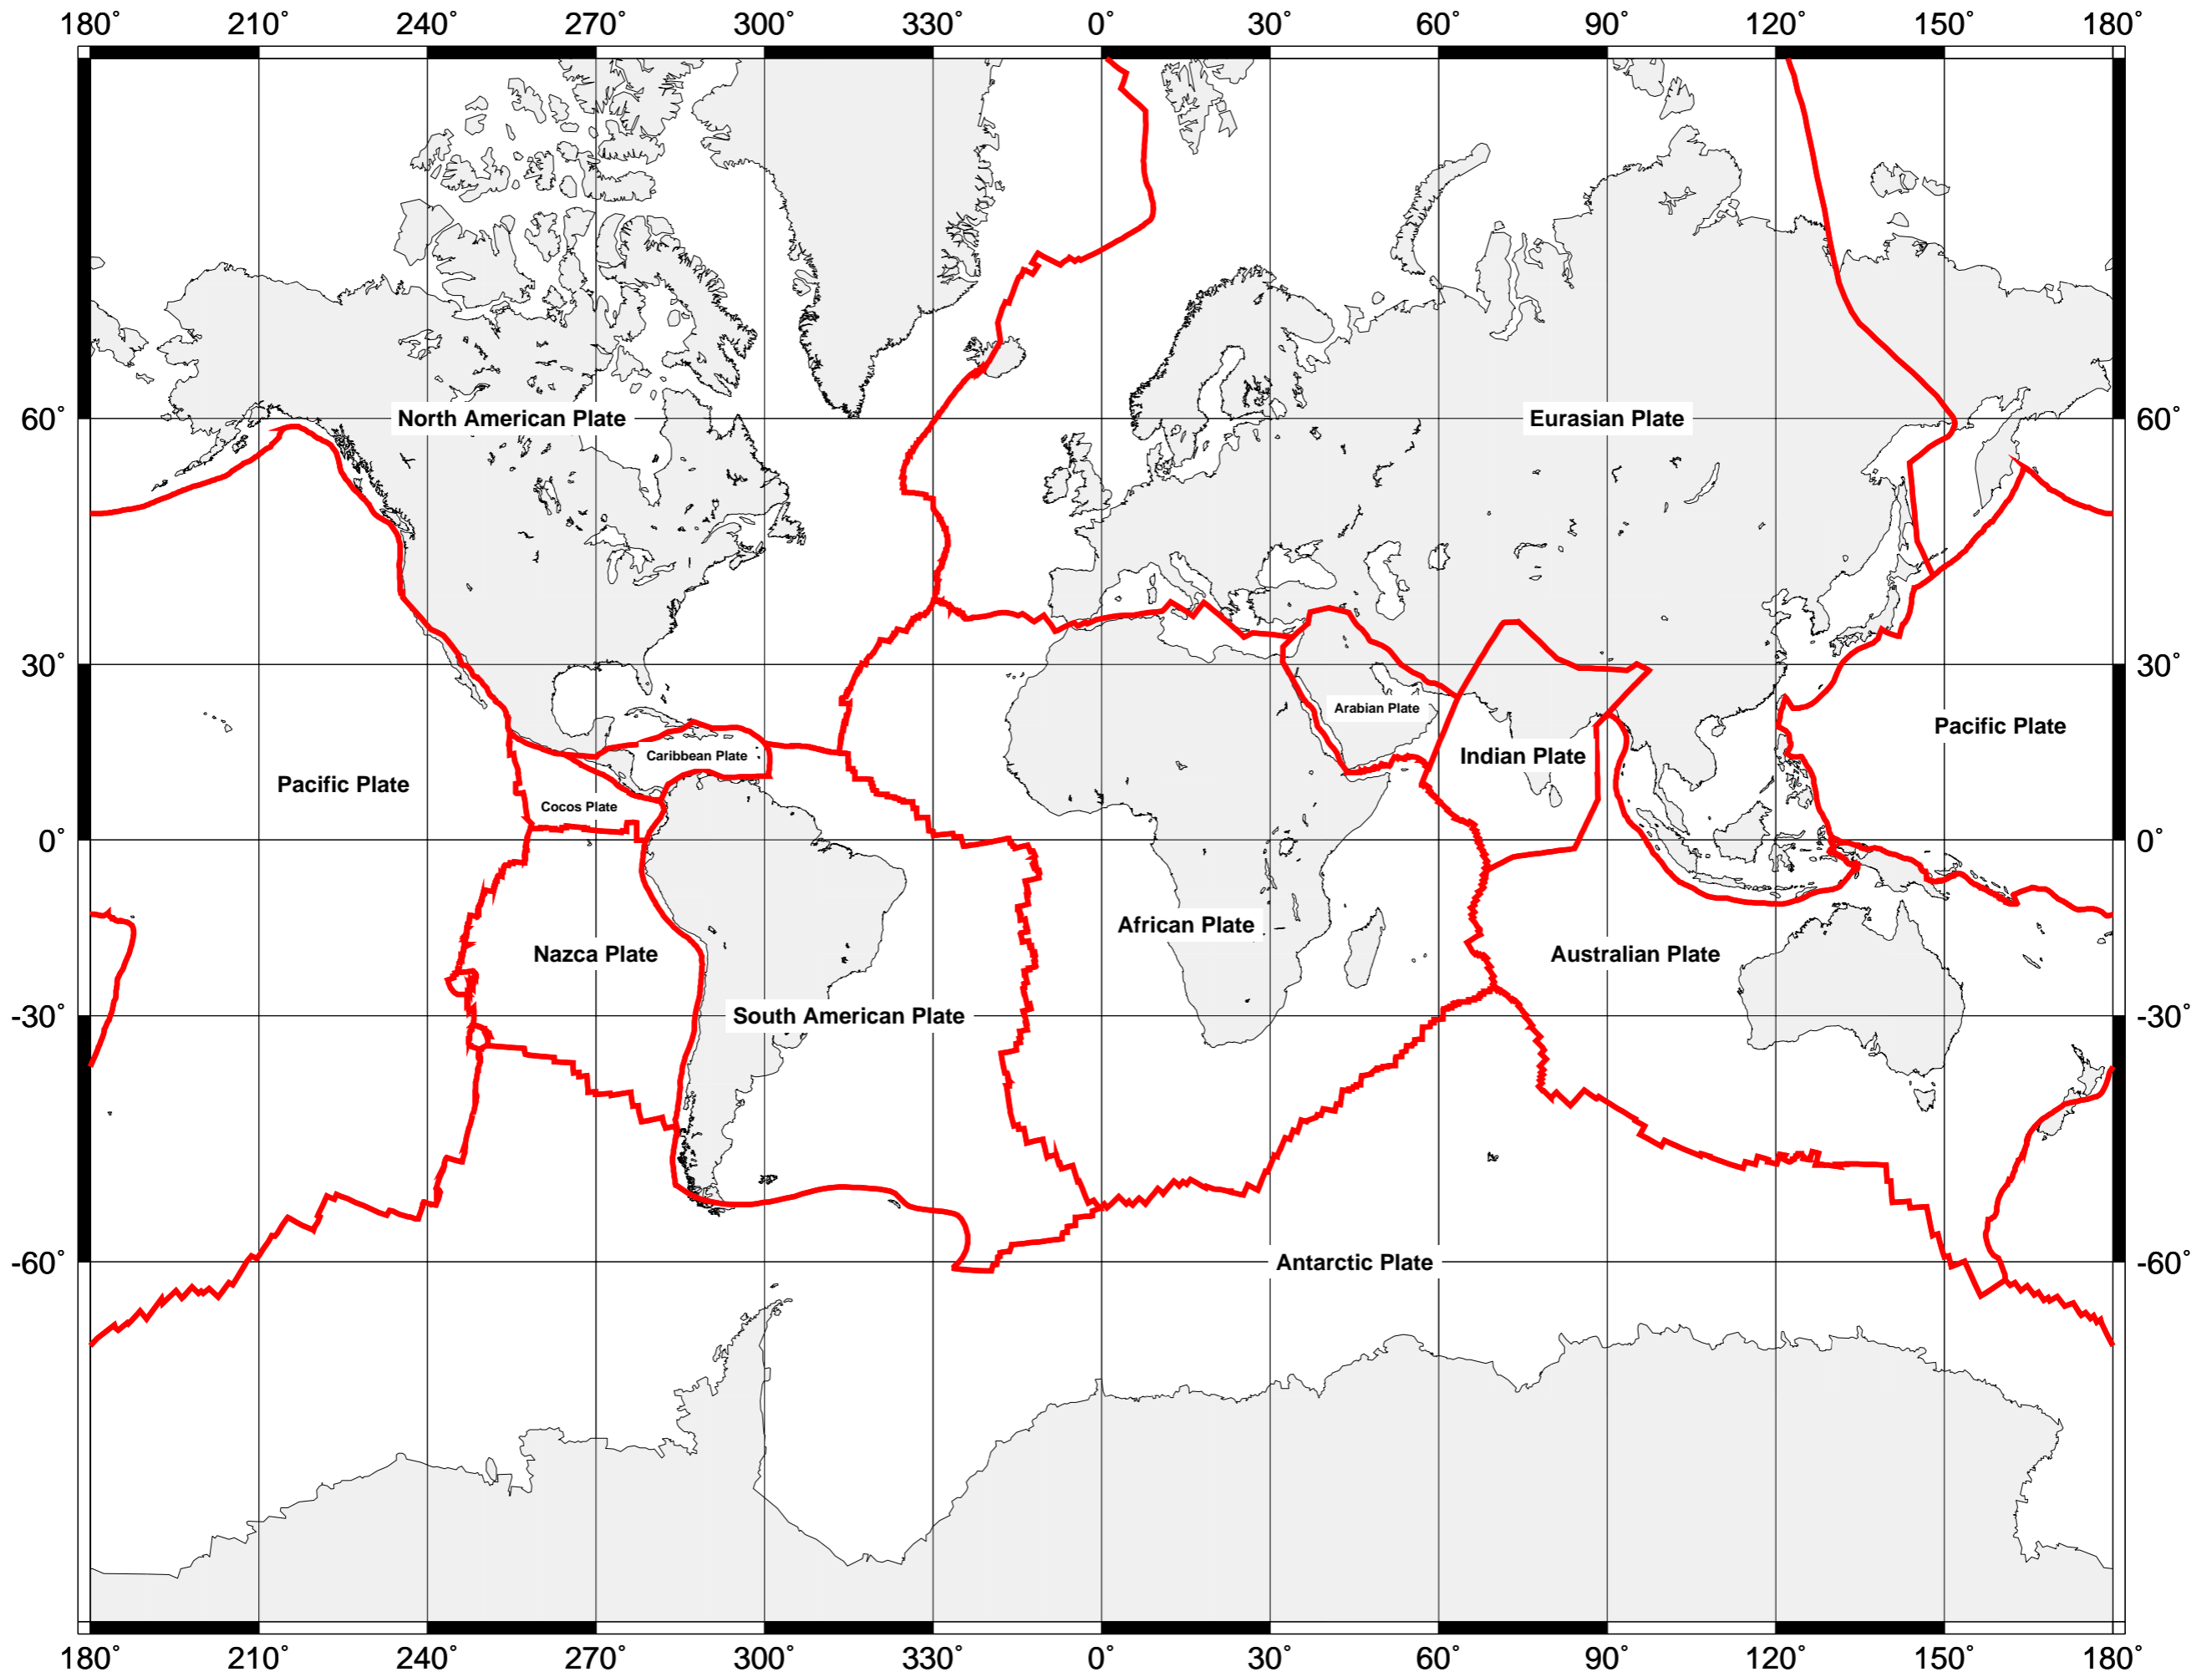 180˚ 210˚ 240˚ 270˚ 300˚ 330˚ 0˚ 30˚ 60˚ 90˚ 120˚ 150˚ 180˚
60˚ North American Plate Eurasian Plate 60˚
30˚ 30˚
Arabian Plate
Pacific Plate
Caribbean Plate Indian Plate
Pacific Plate
Cocos Plate
0˚ 0˚
African Plate
Nazca Plate Australian Plate
-30˚ South American Plate -30˚
-60˚ Antarctic Plate -60˚
180˚ 210˚ 240˚ 270˚ 300˚ 330˚ 0˚ 30˚ 60˚ 90˚ 120˚ 150˚ 180˚